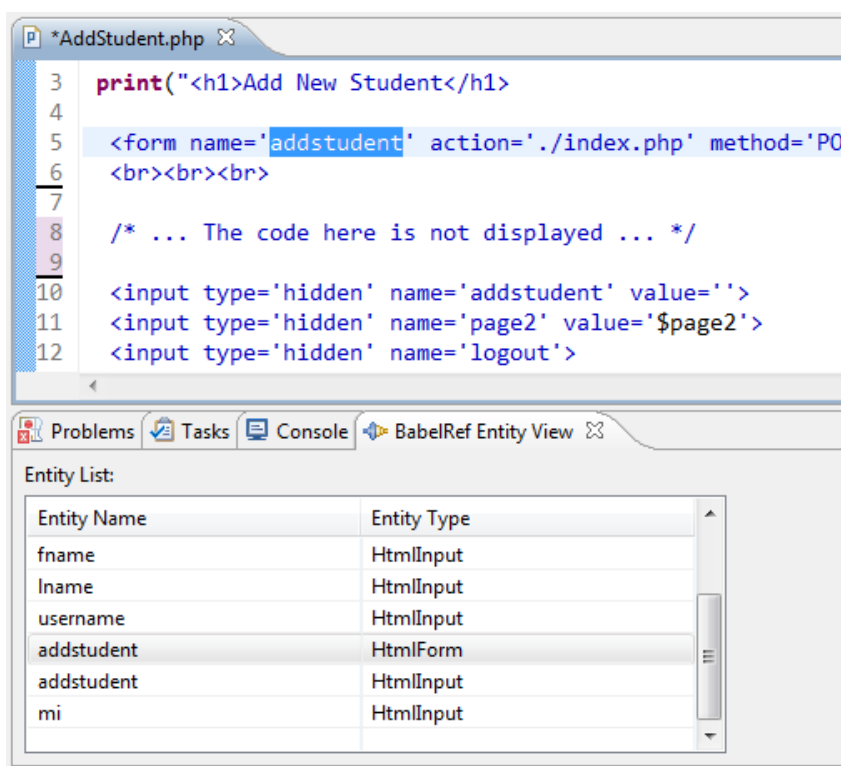 *AddStudent.php
3 print("<h1>Add New Student</h1>
4
5 <form name='addstudent' action='./index.php' method='PO
6 <br><br><br>
7
8 /* ... The code here is not displayed ... */
9
10 <input type='hidden' name='addstudent' value=''>
11 <input type='hidden' name='page2' value='$page2'>
12 <input type='hidden' name='logout'>
Problems Tasks Console BabelRef Entity View
Entity List:
Entity Name Entity Type
fname HtmlInput
lname HtmlInput
username HtmlInput
addstudent HtmlForm
addstudent HtmlInput
mi HtmlInput